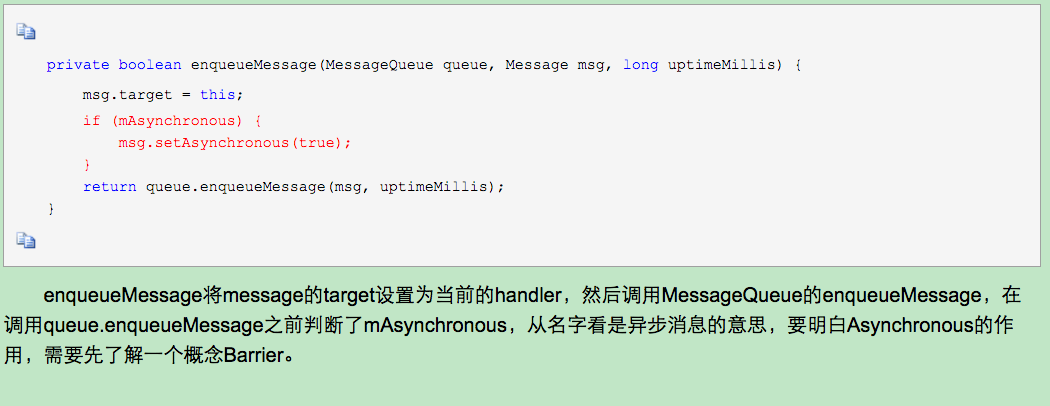 private boolean enqueueMessage(MessageQueue queue, Message msg, long uptimeMillis) {
msg.target = this;
if (mAsynchronous) {
msg.setAsynchronous(true);
}
return queue.enqueueMessage(msg, uptimeMillis);
}
enqueueMessage将message的target设置为当前的handler，然后调用MessageQueue的enqueueMessage，在
调用queue.enqueueMessage之前判断了mAsynchronous，从名字看是异步消息的意思，要明白Asynchronous的作
用，需要先了解一个概念Barrier。